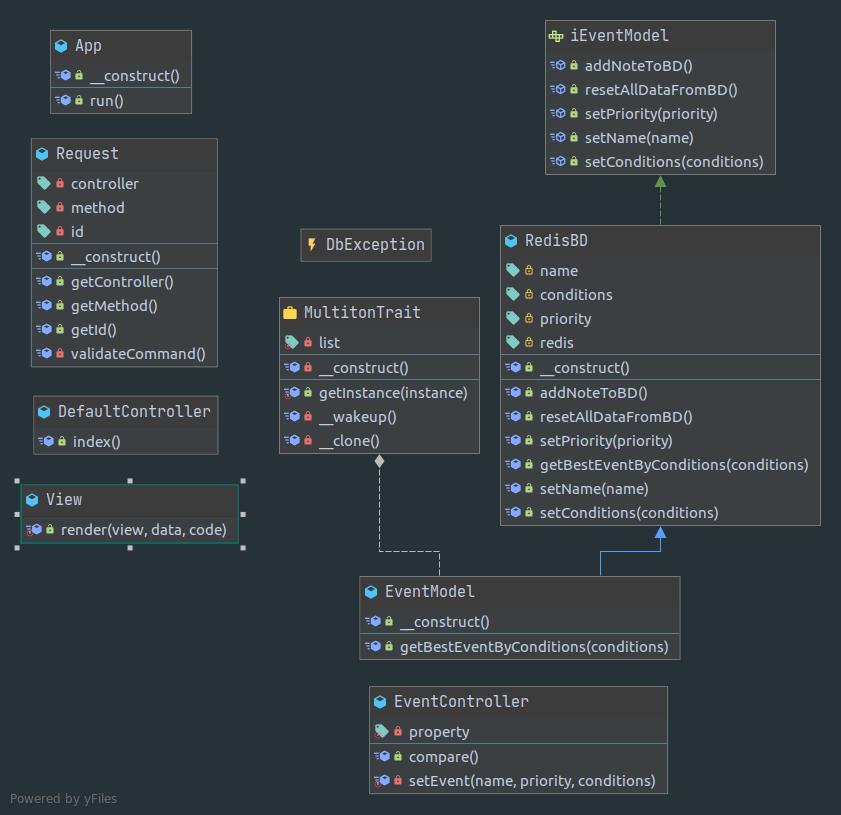 App
__construct()
run()
Request
controller
method
id
__construct()
getController()
getMethod()
getId()
validateCommand()
DefaultController
index()
View
render(view, data, code)
DbException
MultitonTrait
list
__construct()
getInstance(instance)
__wakeup()
__clone()
iEventModel
addNoteToBD()
resetAllDataFromBD()
setPriority(priority)
setName(name)
setConditions(conditions)
RedisBD
name
conditions
priority
redis
__construct()
addNoteToBD()
resetAllDataFromBD()
setPriority(priority)
getBestEventByConditions(conditions)
setName(name)
setConditions(conditions)
EventModel
__construct()
getBestEventByConditions(conditions)
EventController
property
compare()
setEvent(name, priority, conditions)
Powered by yFiles